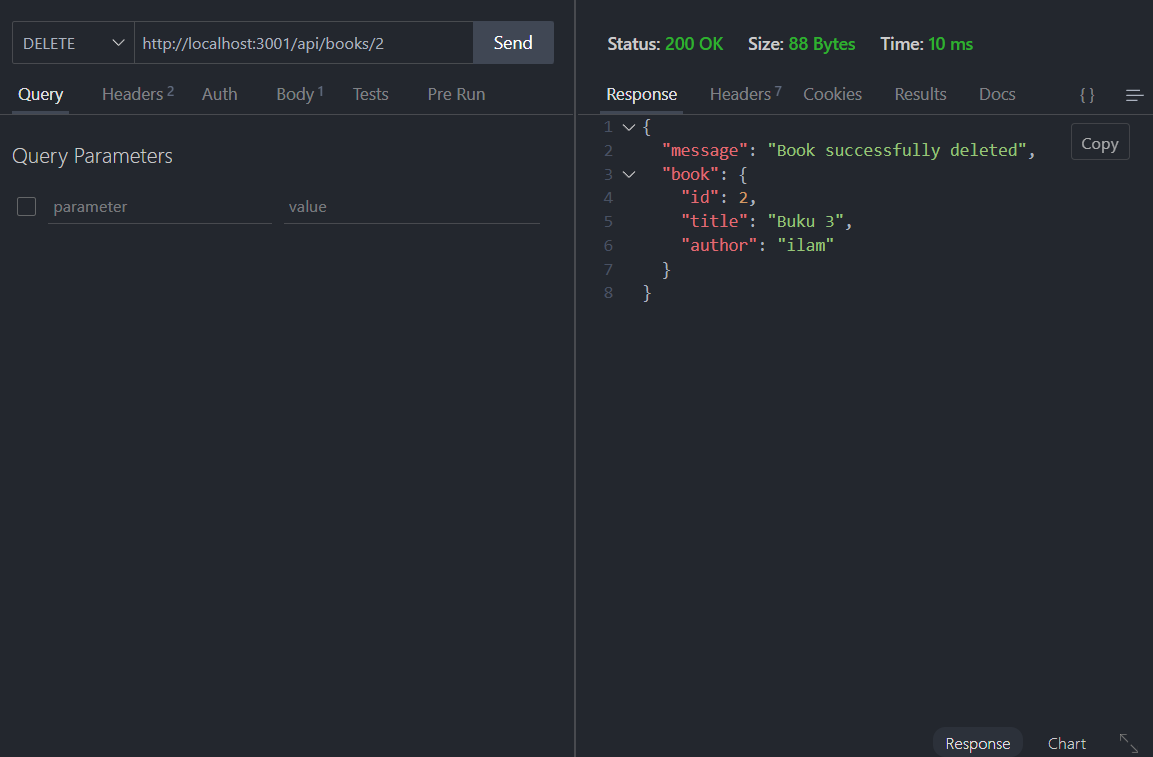 DELETE http://localhost:3001/api/books/2 Send
Query Headers 2 Auth Body 1 Tests Pre Run
Query Parameters
parameter value
Status: 200 OK Size: 88 Bytes Time: 10 ms
Response Headers 7 Cookies Results Docs { }
Copy
1 {
2 "message": "Book successfully deleted",
3 "book": {
4 "id": 2,
5 "title": "Buku 3",
6 "author": "ilam"
7 }
8 }
Response Chart